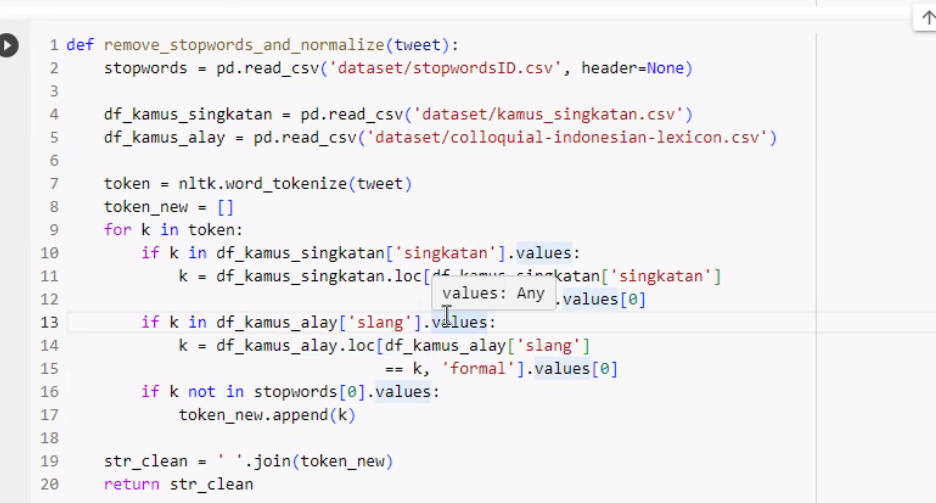 1 def remove_stopwords_and_normalize(tweet):
2 stopwords = pd.read_csv('dataset/stopwordsID.csv', header=None)
3
4 df_kamus_singkatan = pd.read_csv('dataset/kamus_singkatan.csv')
5 df_kamus_alay = pd.read_csv('dataset/colloquial-indonesian-lexicon.csv')
6
7 token = nltk.word_tokenize(tweet)
8 token_new = []
9 for k in token:
10 if k in df_kamus_singkatan['singkatan'].values:
11 k = df_kamus_singkatan.loc[df_kamus_singkatan['singkatan']
values: Any
12 .values[0]
13 if k in df_kamus_alay['slang'].values:
14 k = df_kamus_alay.loc[df_kamus_alay['slang']
15 == k, 'formal'].values[0]
16 if k not in stopwords[0].values:
17 token_new.append(k)
18
19 str_clean = ' '.join(token_new)
20 return str_clean